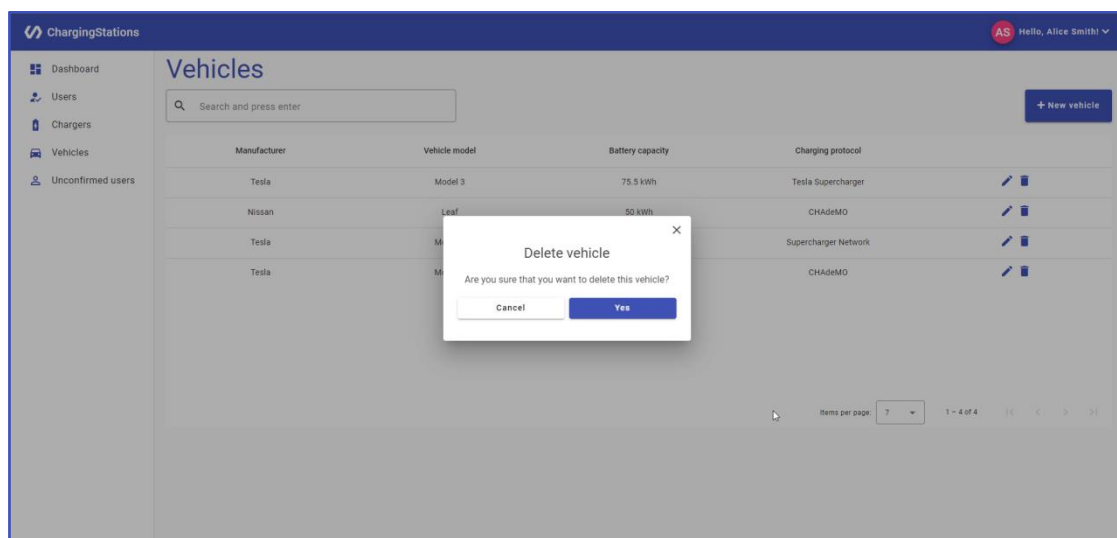 ChargingStations
AS Hello, Alice Smith!
Dashboard
Users
Chargers
Vehicles
Unconfirmed users
Vehicles
Search and press enter
+ New vehicle
Manufacturer Vehicle model Battery capacity Charging protocol
Tesla Model 3 75.5 kWh Tesla Supercharger
Nissan Leaf 50 kWh CHAdeMO
Tesla Supercharger Network
Tesla CHAdeMO
Delete vehicle
Are you sure that you want to delete this vehicle?
Cancel Yes
Items per page: 7 1 – 4 of 4